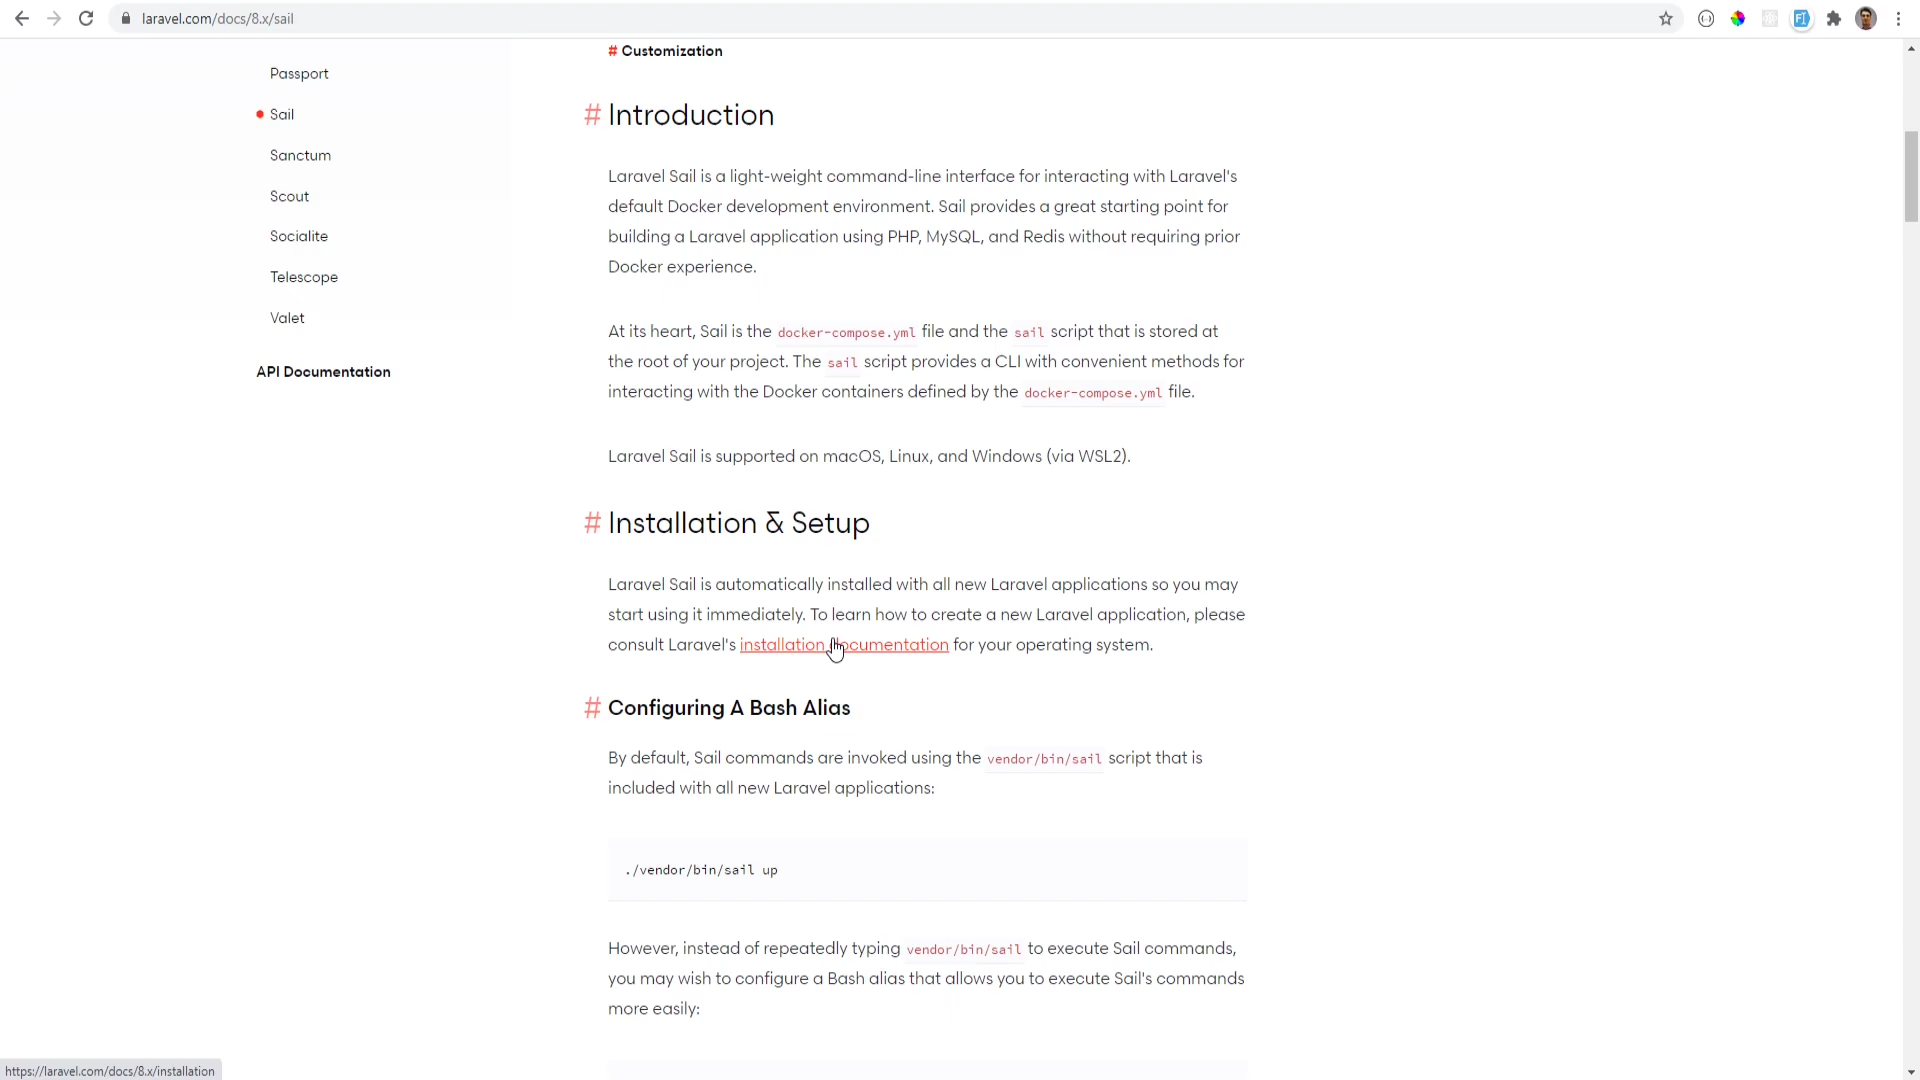 laravel.com/docs/8.x/sail
Passport
Sail
Sanctum
Scout
Socialite
Telescope
Valet
API Documentation
# Customization
# Introduction
Laravel Sail is a light-weight command-line interface for interacting with Laravel's
default Docker development environment. Sail provides a great starting point for
building a Laravel application using PHP, MySQL, and Redis without requiring prior
Docker experience.
At its heart, Sail is the docker-compose.yml file and the sail script that is stored at
the root of your project. The sail script provides a CLI with convenient methods for
interacting with the Docker containers defined by the docker-compose.yml file.
Laravel Sail is supported on macOS, Linux, and Windows (via WSL2).
# Installation & Setup
Laravel Sail is automatically installed with all new Laravel applications so you may
start using it immediately. To learn how to create a new Laravel application, please
consult Laravel's installation documentation for your operating system.
# Configuring A Bash Alias
By default, Sail commands are invoked using the vendor/bin/sail script that is
included with all new Laravel applications:
./vendor/bin/sail up
However, instead of repeatedly typing vendor/bin/sail to execute Sail commands,
you may wish to configure a Bash alias that allows you to execute Sail's commands
more easily:
https://laravel.com/docs/8.x/installation